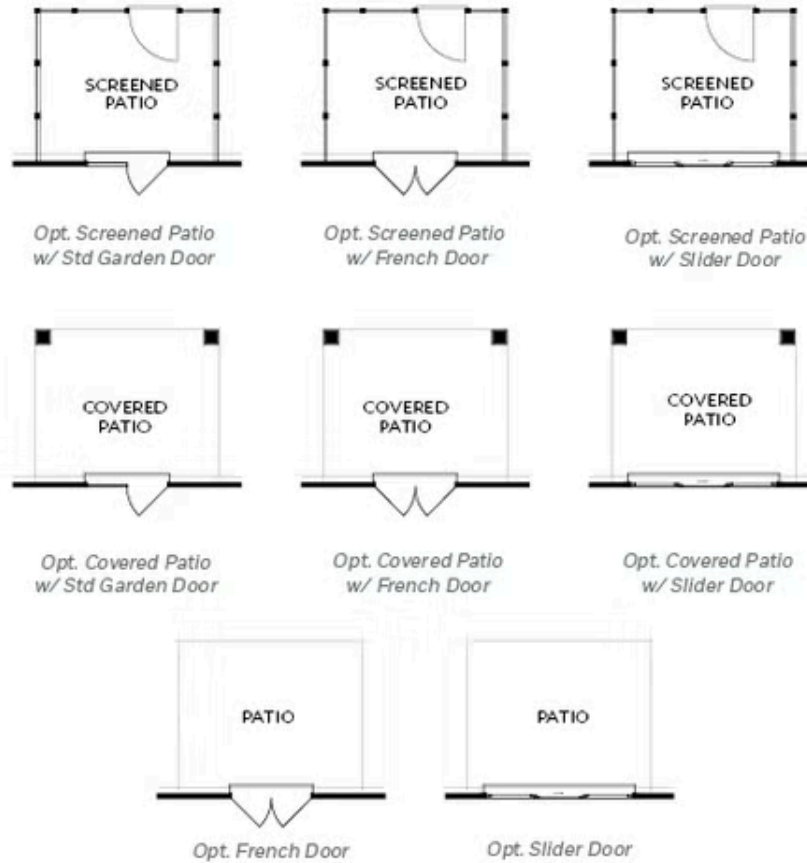 SCREENED
PATIO
SCREENED
PATIO
SCREENED
PATIO
Opt. Screened Patio
w/ Std Garden Door
Opt. Screened Patio
w/ French Door
Opt. Screened Patio
w/ Slider Door
COVERED
PATIO
COVERED
PATIO
COVERED
PATIO
Opt. Covered Patio
w/ Std Garden Door
Opt. Covered Patio
w/ French Door
Opt. Covered Patio
w/ Slider Door
PATIO
PATIO
Opt. French Door
Opt. Slider Door